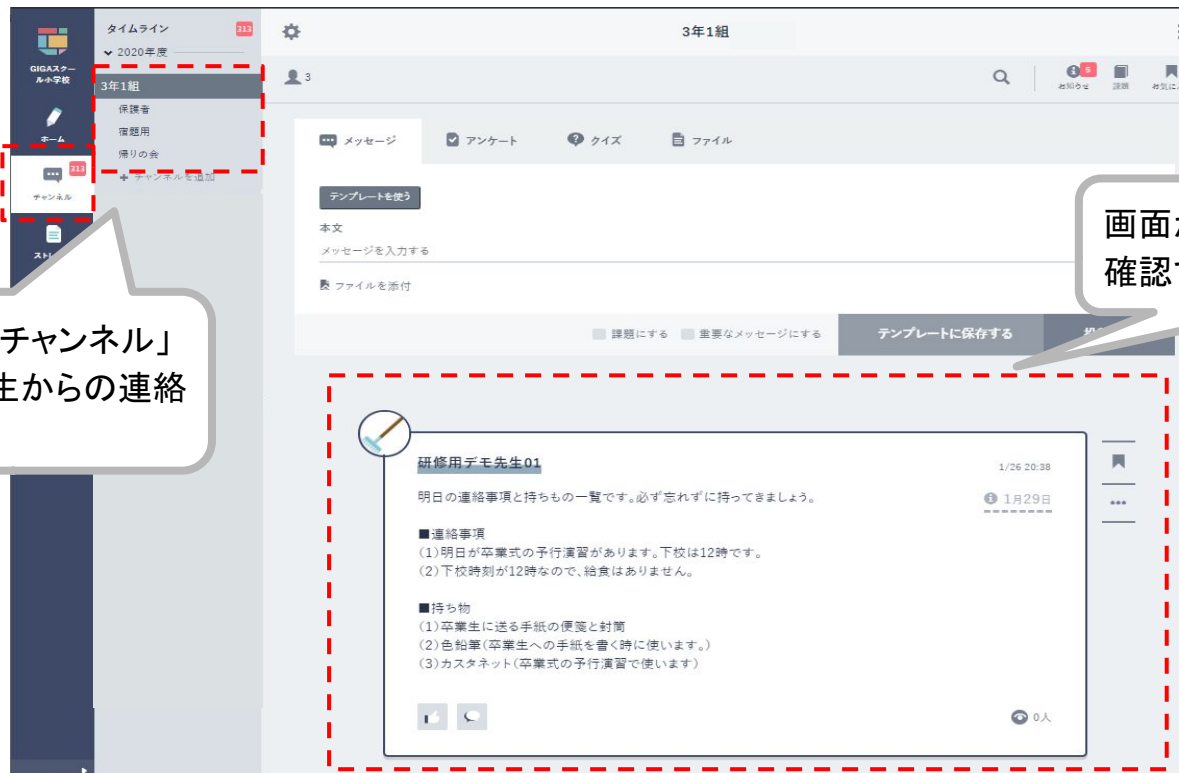 GIGAスクー
ル小学校
ホーム
313
チャンネル
タイムライン
313
2020年度
3年1組
保護者
宿題用
帰りの会
チャンネルを追加
チャンネル」
生からの連絡
3年1組
3
5
お知らせ
課題
お気に
メッセージ
アンケート
クイズ
ファイル
テンプレートを使う
本文
メッセージを入力する
ファイルを添付
課題にする
重要なメッセージにする
テンプレートに保存する
画面
確認
研修用デモ先生01
1/26 20:38
1月29日
明日の連絡事項と持ちもの一覧です。必ず忘れずに持ってきましょう。
■連絡事項
(1)明日が卒業式の予行演習があります。下校は12時です。
(2)下校時刻が12時なので、給食はありません。
■持ち物
(1)卒業生に送る手紙の便箋と封筒
(2)色鉛筆(卒業生への手紙を書く時に使います。)
(3)カスタネット(卒業式の予行演習で使います)
0人